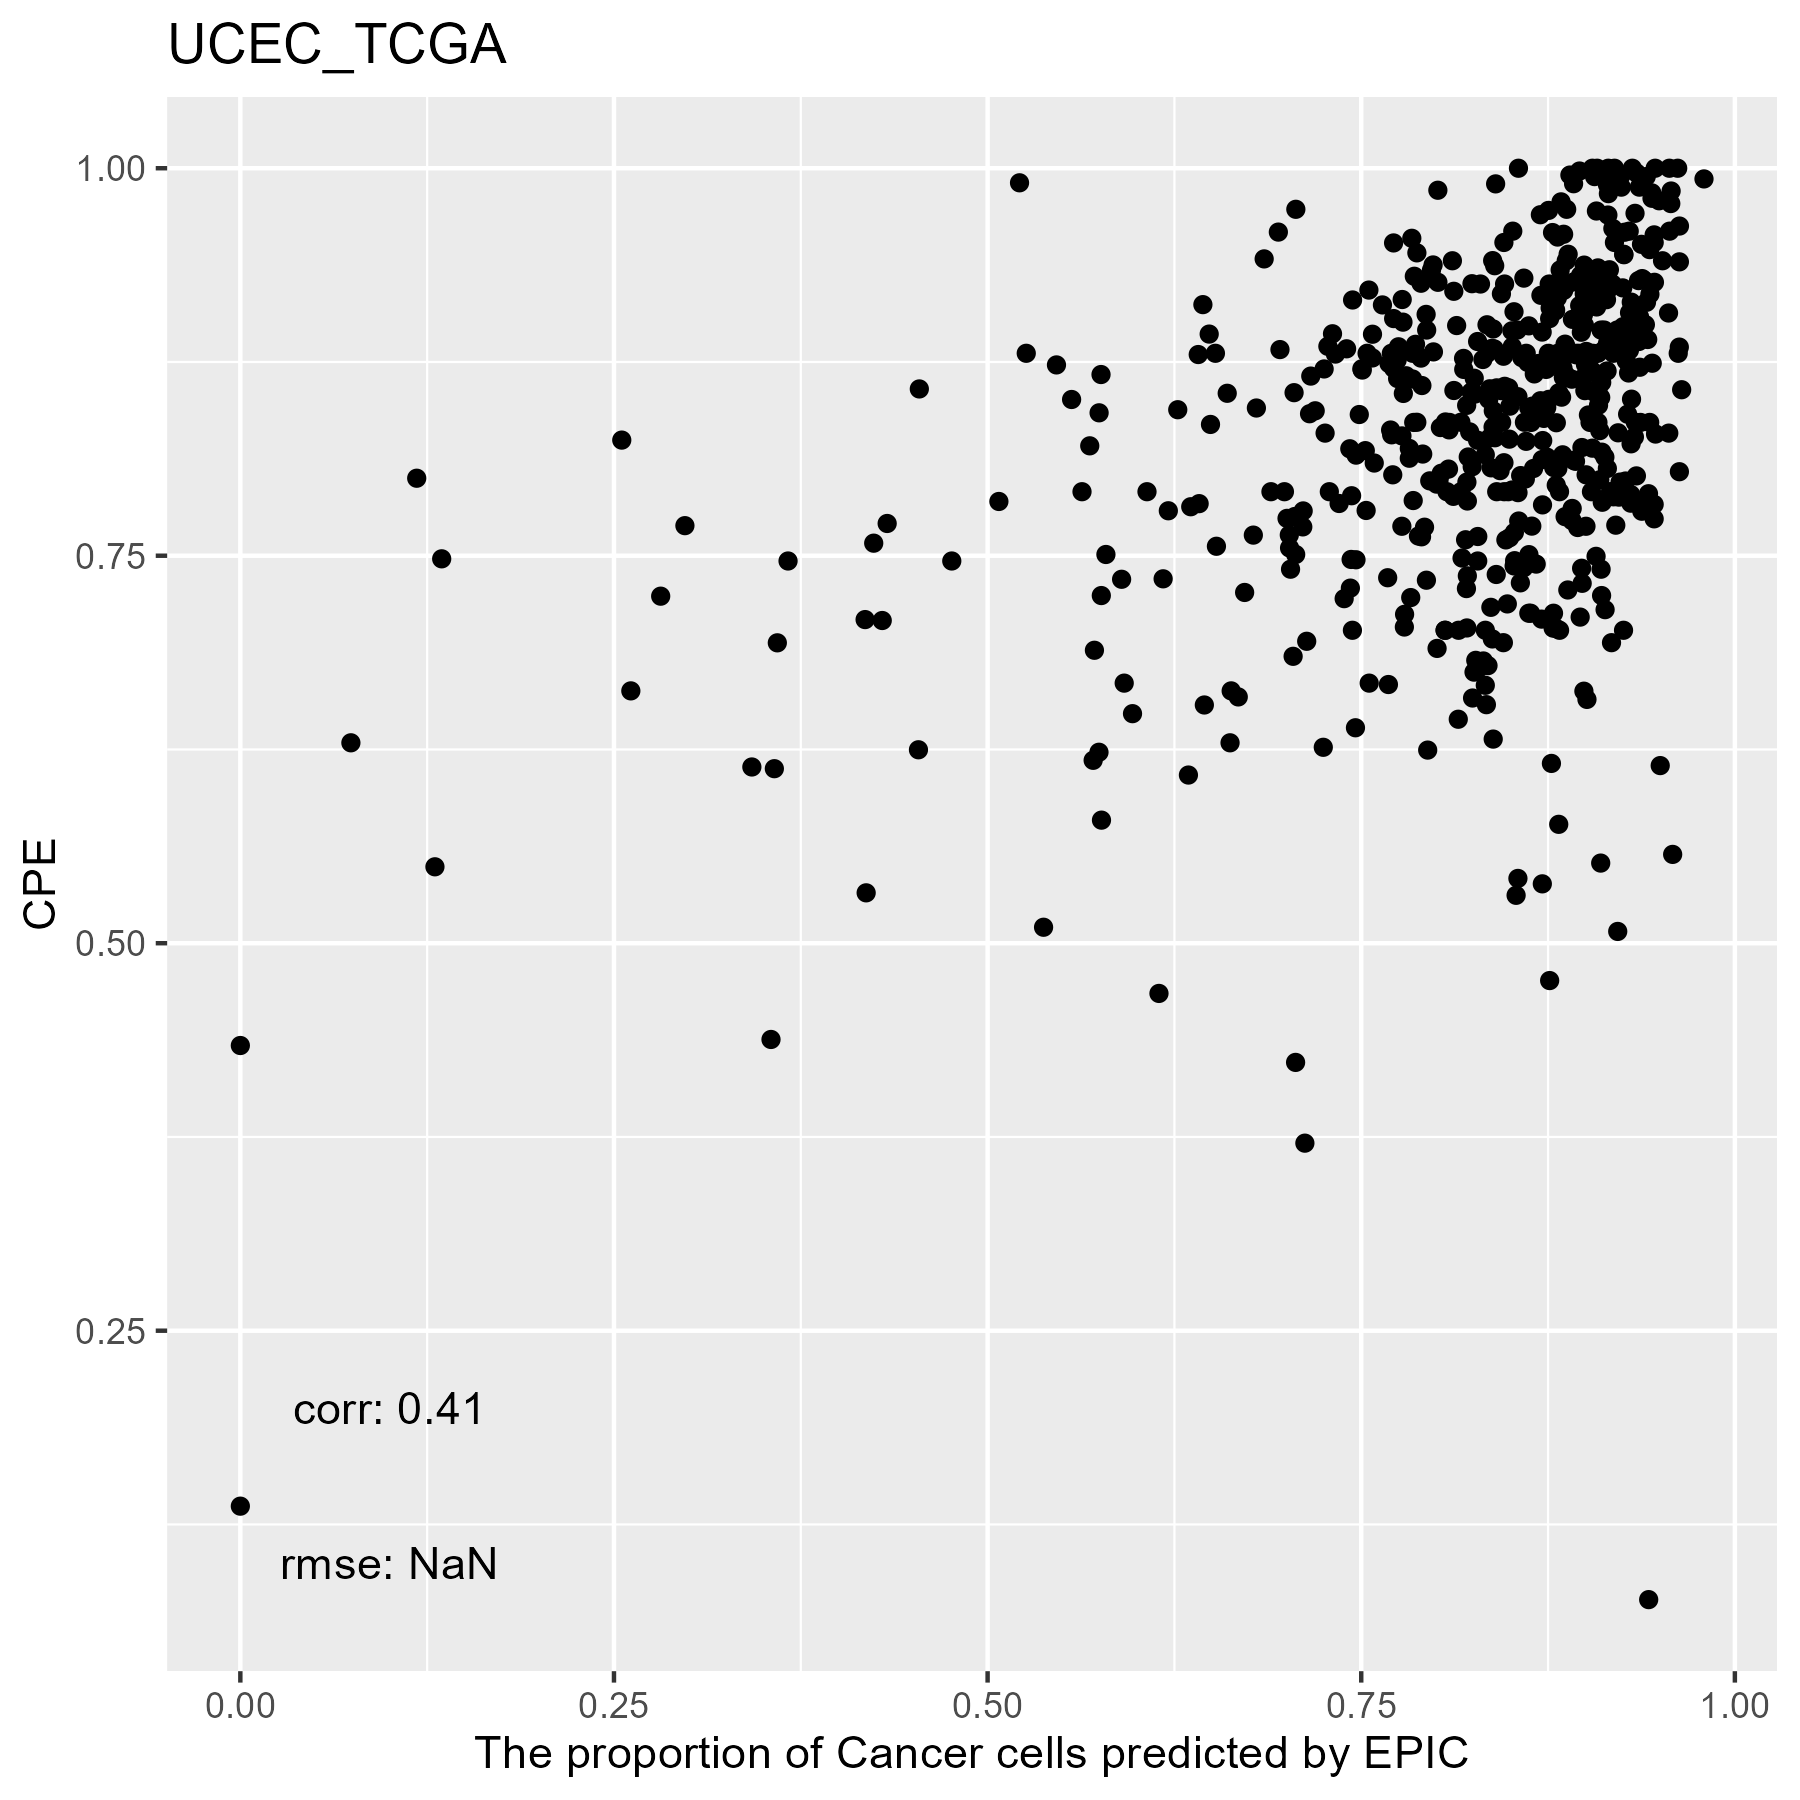 UCEC_TCGA
1.00
0.75
0.50
0.25
CPE
corr: 0.41
rmse: NaN
0.00 0.25 0.50 0.75 1.00
The proportion of Cancer cells predicted by EPIC